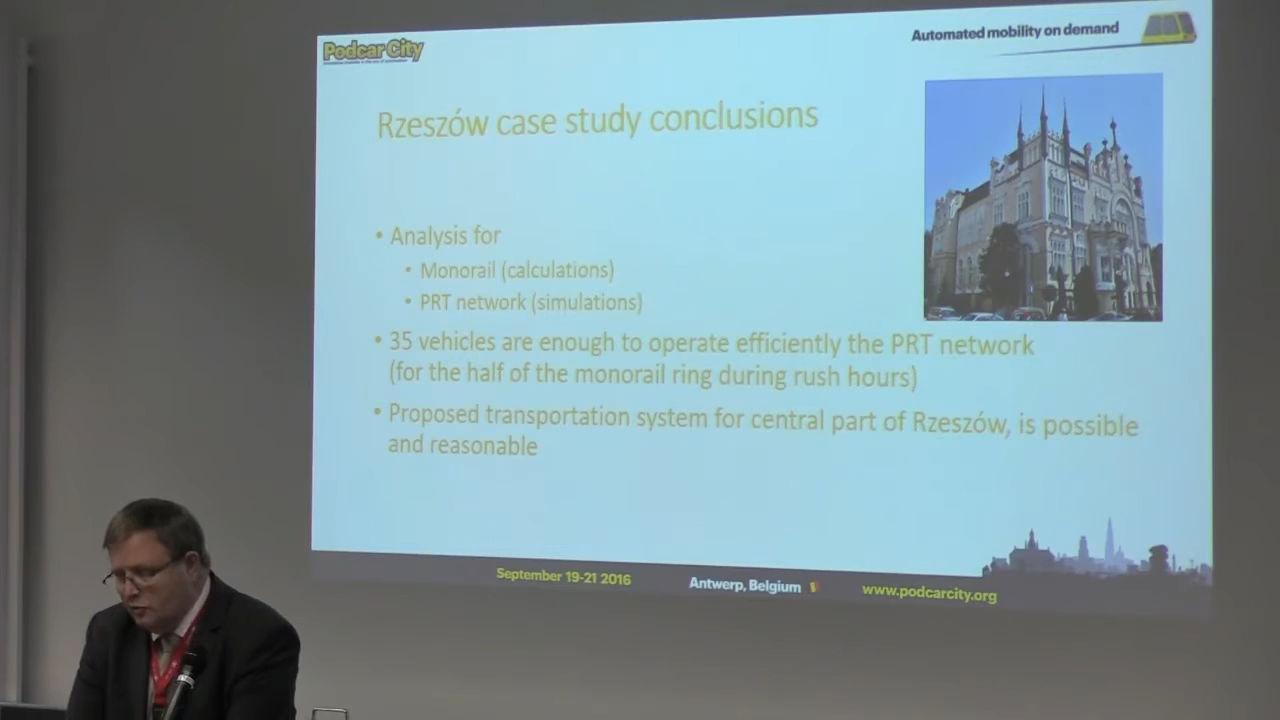 Podcar City
Automated mobility on demand
Rzeszów case study conclusions
• Analysis for
• Monorail (calculations)
• PRT network (simulations)
• 35 vehicles are enough to operate efficiently the PRT network
(for the half of the monorail ring during rush hours)
• Proposed transportation system for central part of Rzeszów, is possible
and reasonable
September 19-21 2016
Antwerp, Belgium
www.podcarcity.org